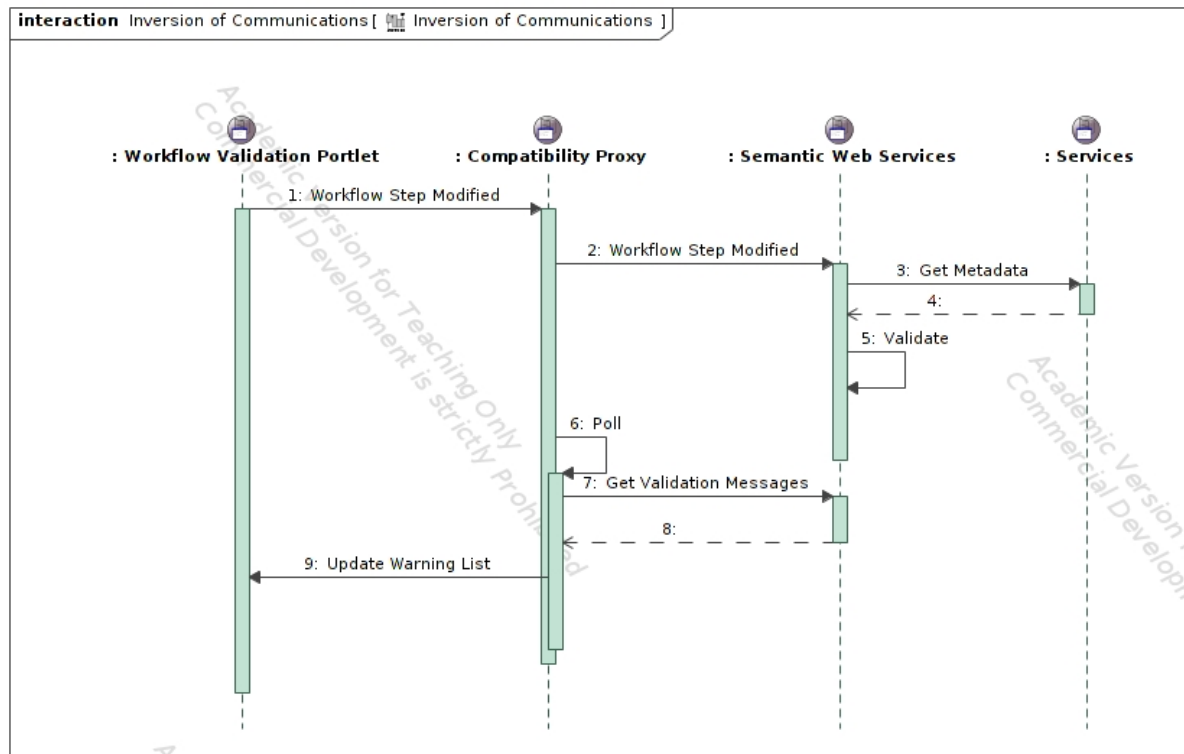 interaction Inversion of Communications [ Inversion of Communications ]
: Workflow Validation Portlet
: Compatibility Proxy
: Semantic Web Services
: Services
1: Workflow Step Modified
2: Workflow Step Modified
3: Get Metadata
4:
5: Validate
6: Poll
7: Get Validation Messages
8:
9: Update Warning List
Academic Version for Teaching Only
Commercial Development is strictly Prohibited
Academic Version
Commercial Developm
A